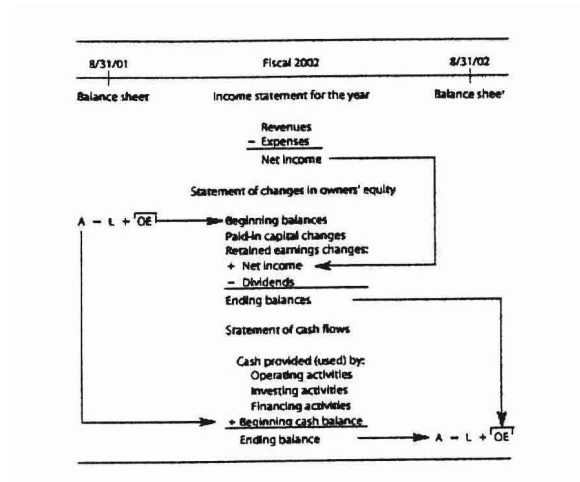 8/31/01 Fiscal 2002 8/31/02
Balance sheet Income statement for the year Balance sheet
Revenues
− Expenses
Net income
Statement of changes in owners' equity
A − L + OE Beginning balances
Paid-in capital changes
Retained earnings changes:
+ Net income
− Dividends
Ending balances
Statement of cash flows
Cash provided (used) by:
Operating activities
Investing activities
Financing activities
+ Beginning cash balance
Ending balance A − L + OE